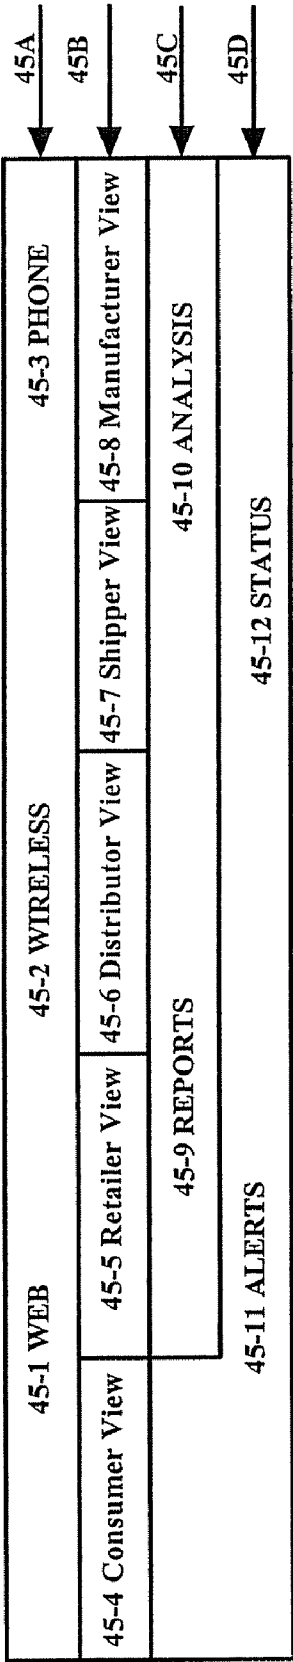 45-1 WEB 45-2 WIRELESS 45-3 PHONE 45A
45-4 Consumer View 45-5 Retailer View 45-6 Distributor View 45-7 Shipper View 45-8 Manufacturer View 45B
45-9 REPORTS 45-10 ANALYSIS 45C
45-11 ALERTS 45-12 STATUS 45D